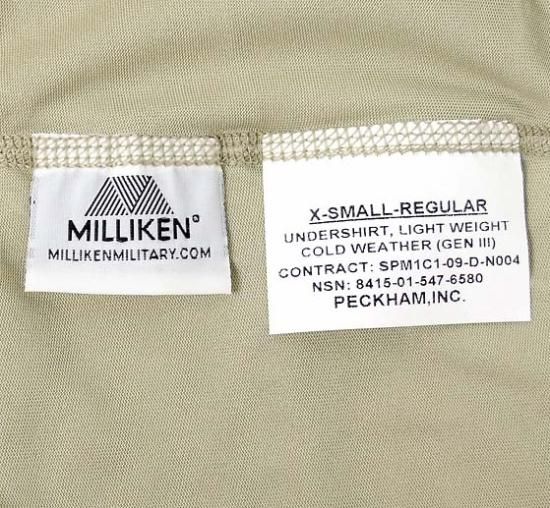 MILLIKEN°
MILLIKENMILITARY.COM
X-SMALL-REGULAR
UNDERSHIRT, LIGHT WEIGHT
COLD WEATHER (GEN III)
CONTRACT: SPM1C1-09-D-N004
NSN: 8415-01-547-6580
PECKHAM,INC.